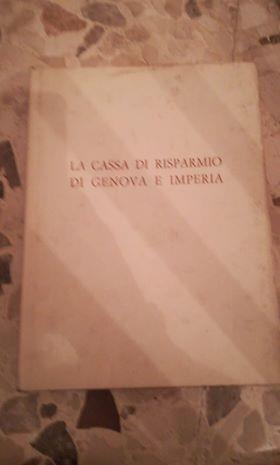 LA CASSA DI RISPARMIO
DI GENOVA E IMPERIA